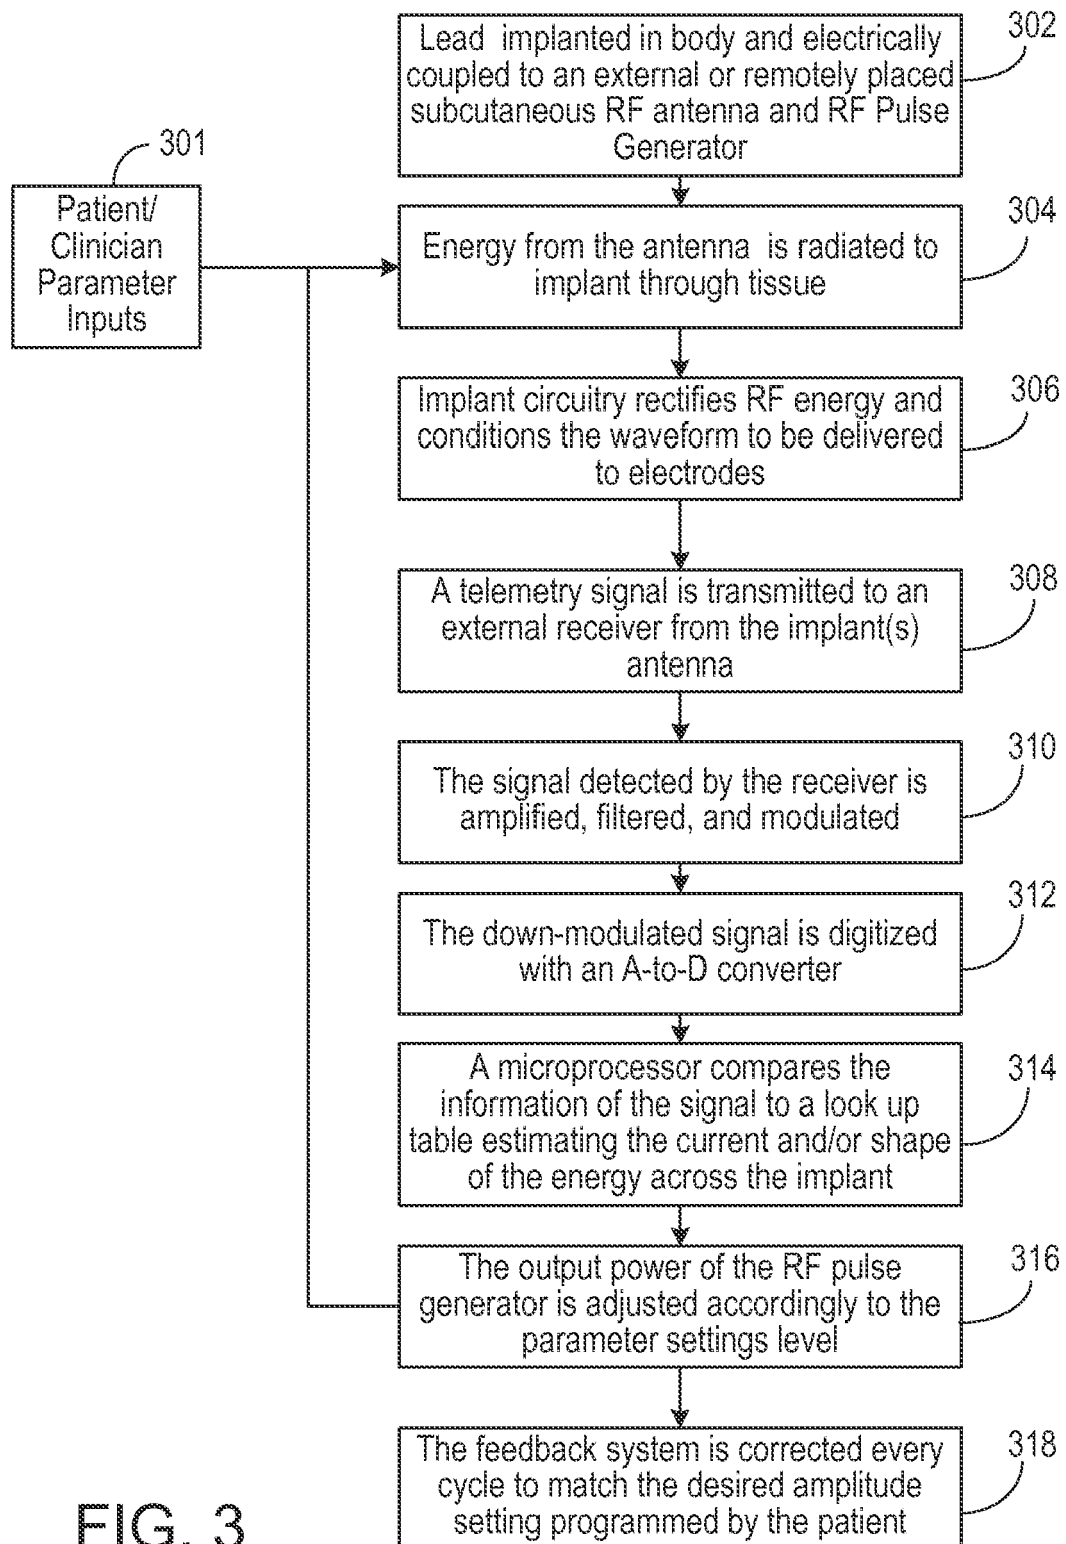 302
Lead implanted in body and electrically
coupled to an external or remotely placed
subcutaneous RF antenna and RF Pulse
Generator
301
Patient/
Clinician
Parameter
Inputs
304
Energy from the antenna is radiated to
implant through tissue
306
Implant circuitry rectifies RF energy and
conditions the waveform to be delivered
to electrodes
308
A telemetry signal is transmitted to an
external receiver from the implant(s)
antenna
310
The signal detected by the receiver is
amplified, filtered, and modulated
312
The down-modulated signal is digitized
with an A-to-D converter
314
A microprocessor compares the
information of the signal to a look up
table estimating the current and/or shape
of the energy across the implant
316
The output power of the RF pulse
generator is adjusted accordingly to the
parameter settings level
318
The feedback system is corrected every
cycle to match the desired amplitude
setting programmed by the patient
FIG. 3